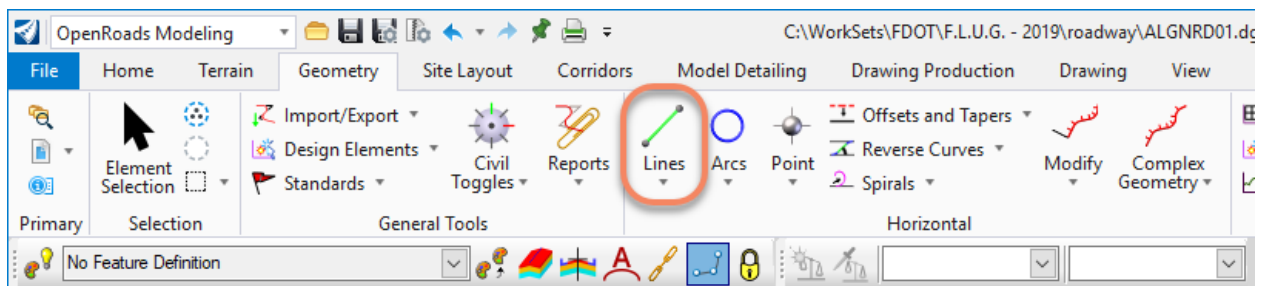 OpenRoads Modeling
C:\WorkSets\FDOT\F.L.U.G. - 2019\roadway\ALGNRD01.dg
File Home Terrain Geometry Site Layout Corridors Model Detailing Drawing Production Drawing View
Element Selection
Import/Export
Design Elements
Standards
Civil Toggles
Reports
Lines
Arcs
Point
Offsets and Tapers
Reverse Curves
Spirals
Modify
Complex Geometry
Primary Selection General Tools Horizontal
No Feature Definition